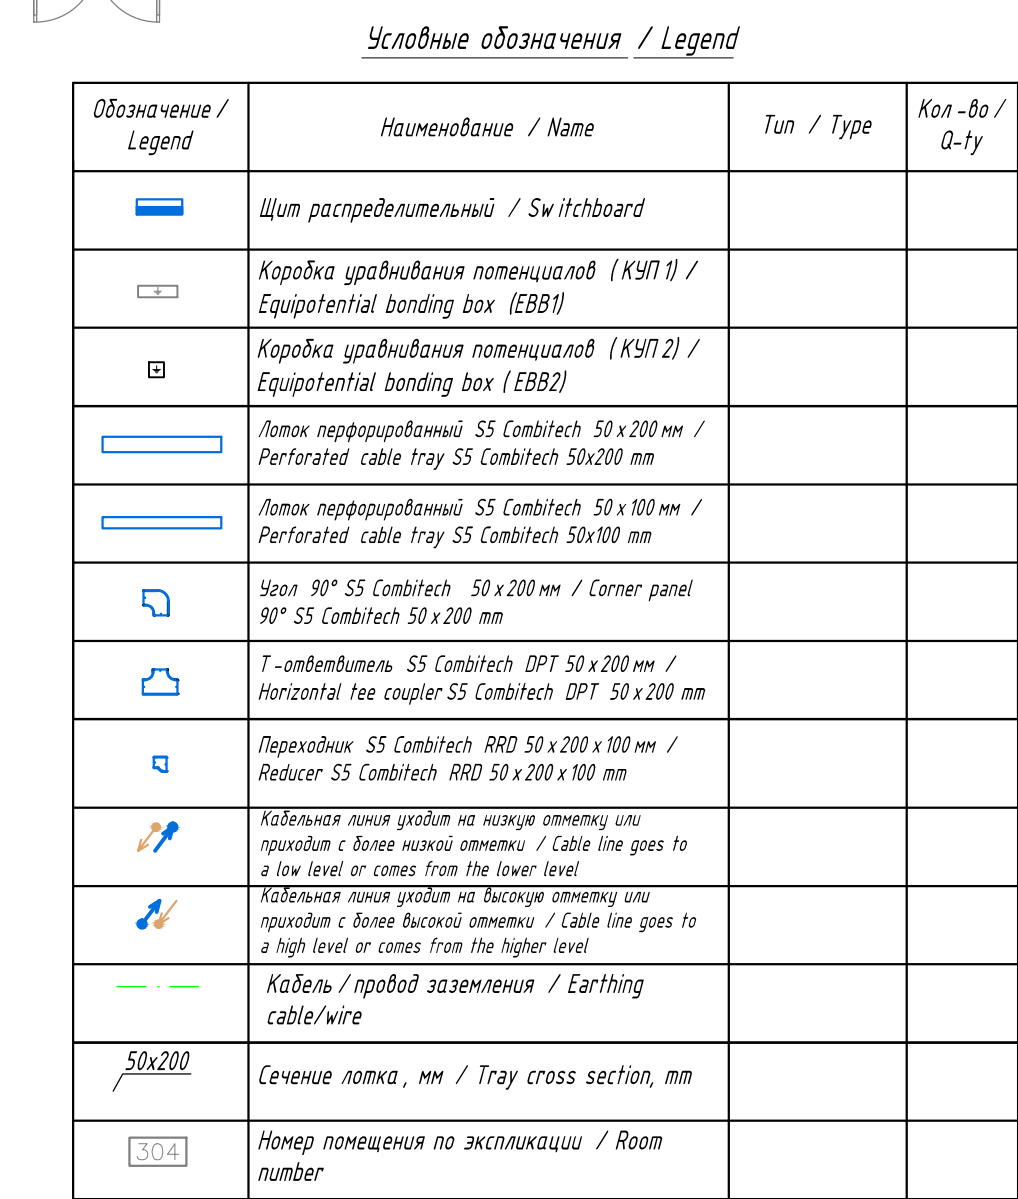 Условные обозначения / Legend
Обозначение /
Legend
Наименование / Name
Тип / Type
Кол-во /
Q-ty
Щит распределительный / Switchboard
Коробка уравнивания потенциалов (КУП 1) /
Equipotential bonding box (EBB1)
Коробка уравнивания потенциалов (КУП 2) /
Equipotential bonding box (EBB2)
Лоток перфорированный S5 Combitech 50 x 200 мм /
Perforated cable tray S5 Combitech 50x200 mm
Лоток перфорированный S5 Combitech 50 x 100 мм /
Perforated cable tray S5 Combitech 50x100 mm
Угол 90° S5 Combitech 50 x 200 мм / Corner panel
90° S5 Combitech 50 x 200 mm
Т-ответвитель S5 Combitech DPT 50 x 200 мм /
Horizontal tee coupler S5 Combitech DPT 50 x 200 mm
Переходник S5 Combitech RRD 50 x 200 x 100 мм /
Reducer S5 Combitech RRD 50 x 200 x 100 mm
Кабельная линия уходит на низкую отметку или
приходит с более низкой отметки / Cable line goes to
a low level or comes from the lower level
Кабельная линия уходит на высокую отметку или
приходит с более высокой отметки / Cable line goes to
a high level or comes from the higher level
Кабель / провод заземления / Earthing
cable/wire
50x200
Сечение лотка, мм / Tray cross section, mm
304
Номер помещения по экспликации / Room
number